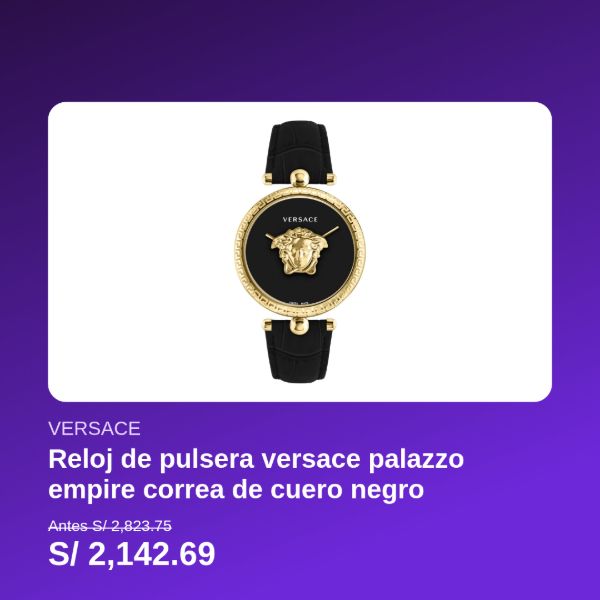 VERSACE
VERSACE
Reloj de pulsera versace palazzo
empire correa de cuero negro
Antes S/ 2,823.75
S/ 2,142.69